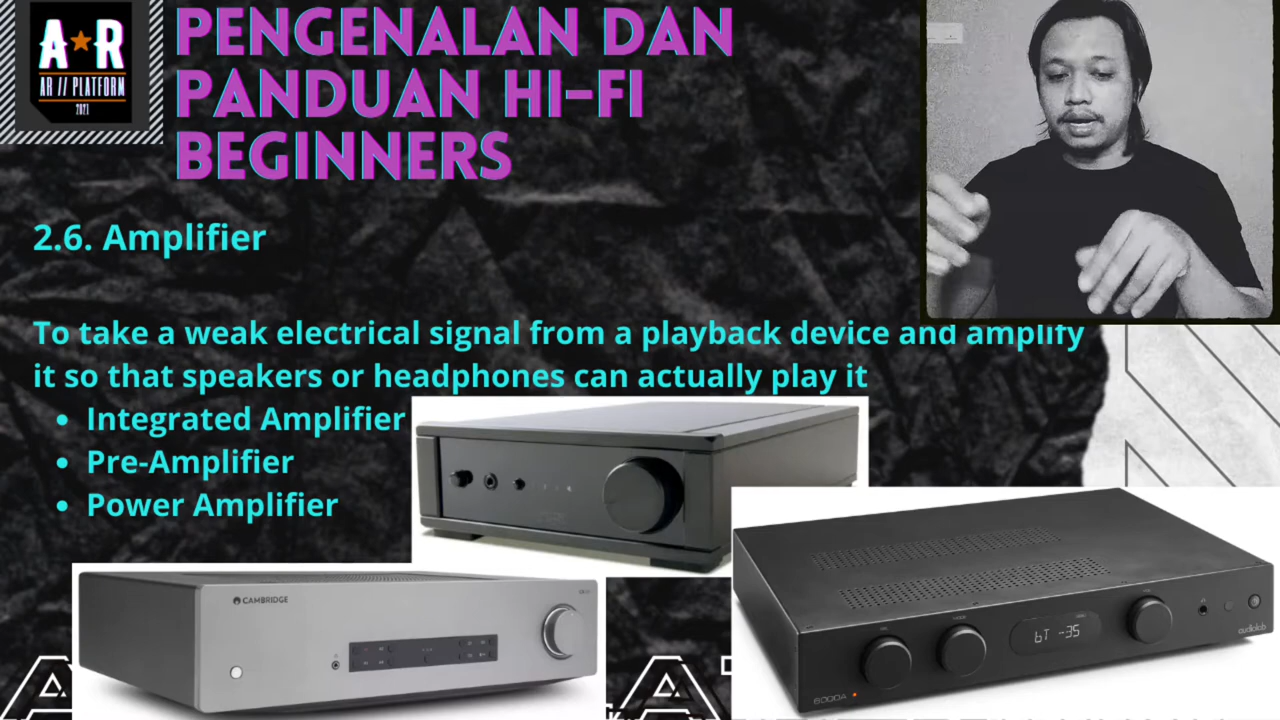 A★R
AR // PLATFORM
2021
PENGENALAN DAN
PANDUAN HI-FI
BEGINNERS
2.6. Amplifier
To take a weak electrical signal from a playback device and amplify
it so that speakers or headphones can actually play it
• Integrated Amplifier
• Pre-Amplifier
• Power Amplifier
CAMBRIDGE
bT -35
audiolab
6000A